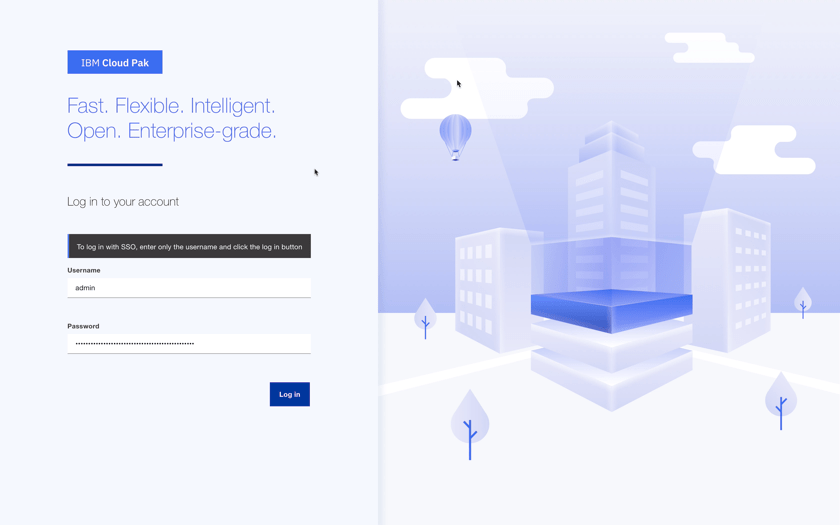 IBM Cloud Pak
Fast. Flexible. Intelligent.
Open. Enterprise-grade.
Log in to your account
To log in with SSO, enter only the username and click the log in button
Username
admin
Password
Log in